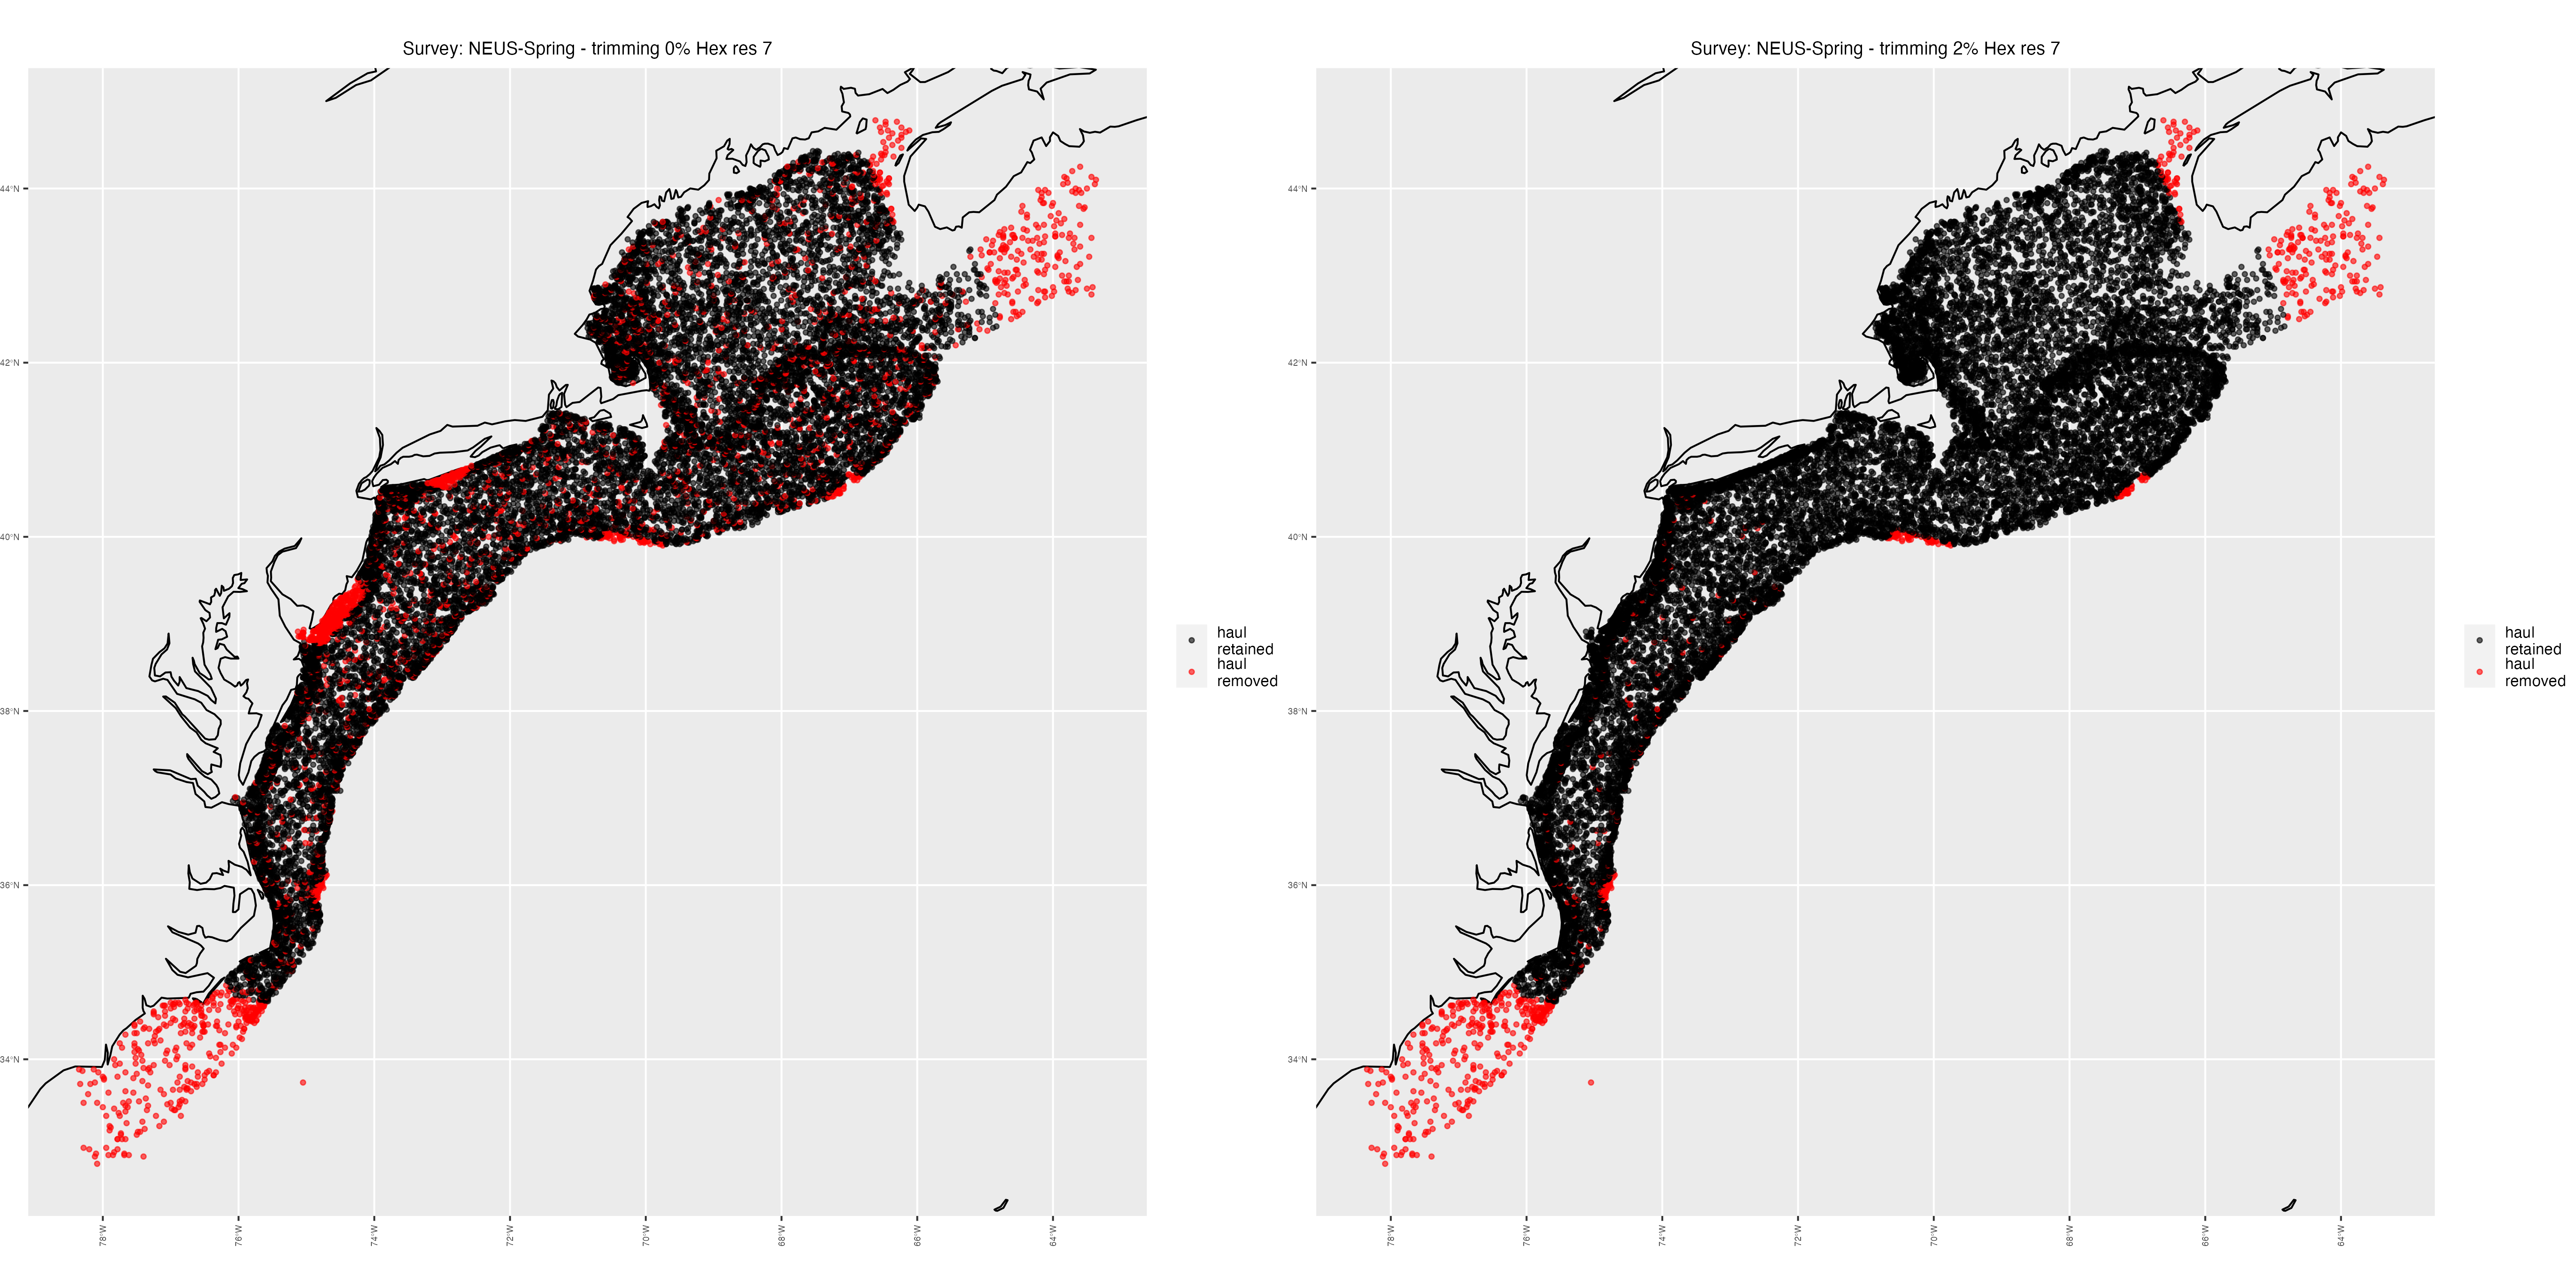 Survey: NEUS-Spring - trimming 0% Hex res 7
44°N
42°N
40°N
38°N
36°N
34°N
78°W
76°W
74°W
72°W
70°W
68°W
66°W
64°W
haul
retained
haul
removed
Survey: NEUS-Spring - trimming 2% Hex res 7
44°N
42°N
40°N
38°N
36°N
34°N
78°W
76°W
74°W
72°W
70°W
68°W
66°W
64°W
haul
retained
haul
removed